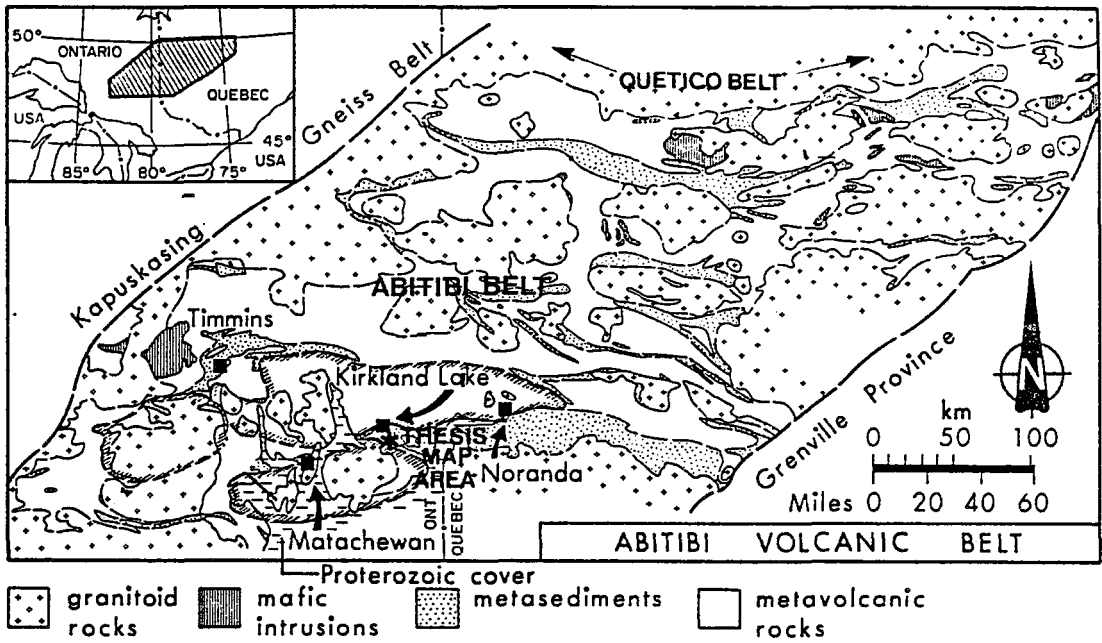 50°
ONTARIO
QUEBEC
USA
45°
USA
85° 80° 75°
Kapuskasing Gneiss Belt
QUETICO BELT
ABITIBI BELT
Timmins
Kirkland Lake
THESIS
MAP
AREA
Noranda
Matachewan
ONT
QUEBEC
Proterozoic cover
Grenville Province
N
km
0 50 100
Miles 0 20 40 60
ABITIBI VOLCANIC BELT
granitoid rocks
mafic intrusions
metasediments
metavolcanic rocks